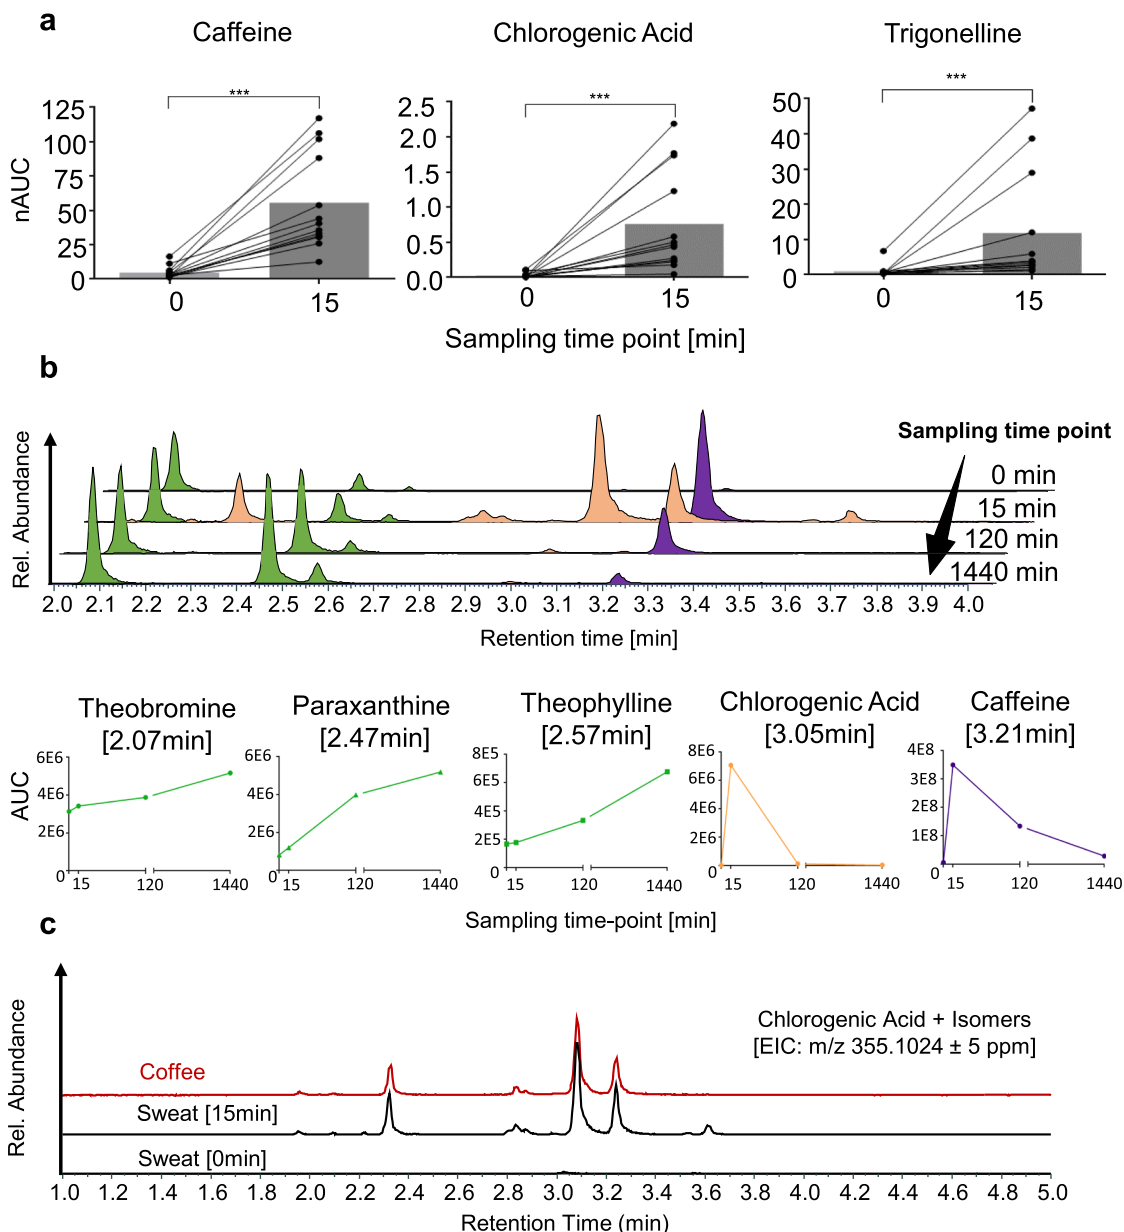 a
Caffeine
Chlorogenic Acid
Trigonelline
***
***
***
nAUC
125
100
75
50
25
0
0
15
2.5
2.0
1.5
1.0
0.5
0.0
0
15
50
40
30
20
10
0
0
15
Sampling time point [min]
b
Rel. Abundance
Sampling time point
0 min
15 min
120 min
1440 min
2.0 2.1 2.2 2.3 2.4 2.5 2.6 2.7 2.8 2.9 3.0 3.1 3.2 3.3 3.4 3.5 3.6 3.7 3.8 3.9 4.0
Retention time [min]
Theobromine
[2.07min]
Paraxanthine
[2.47min]
Theophylline
[2.57min]
Chlorogenic Acid
[3.05min]
Caffeine
[3.21min]
AUC
6E6
4E6
2E6
0
15 120 1440
6E6
4E6
2E6
0
15 120 1440
8E5
6E5
4E5
2E5
0
15 120 1440
8E6
6E6
4E6
2E6
0
15 120 1440
4E8
3E8
2E8
1E8
0
15 120 1440
Sampling time-point [min]
c
Rel. Abundance
Chlorogenic Acid + Isomers
[EIC: m/z 355.1024 ± 5 ppm]
Coffee
Sweat [15min]
Sweat [0min]
1.0 1.2 1.4 1.6 1.8 2.0 2.2 2.4 2.6 2.8 3.0 3.2 3.4 3.6 3.8 4.0 4.2 4.4 4.6 4.8 5.0
Retention Time (min)